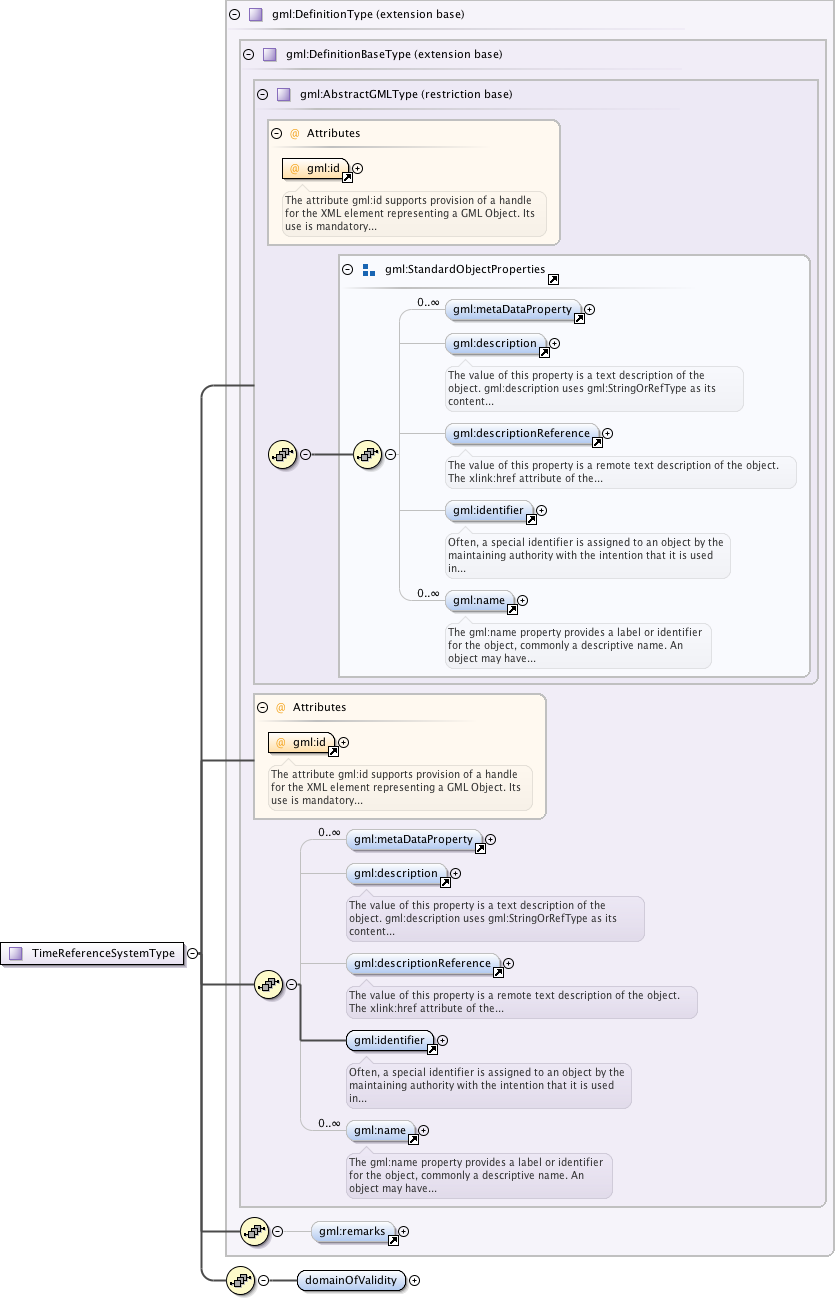 gml:DefinitionType (extension base)
gml:DefinitionBaseType (extension base)
gml:AbstractGMLType (restriction base)
@ Attributes
@ gml:id
The attribute gml:id supports provision of a handle
for the XML element representing a GML Object. Its
use is mandatory...
gml:StandardObjectProperties
0..∞
gml:metaDataProperty
gml:description
The value of this property is a text description of the
object. gml:description uses gml:StringOrRefType as its
content...
gml:descriptionReference
The value of this property is a remote text description of the object.
The xlink:href attribute of the...
gml:identifier
Often, a special identifier is assigned to an object by the
maintaining authority with the intention that it is used
in...
0..∞
gml:name
The gml:name property provides a label or identifier
for the object, commonly a descriptive name. An
object may have...
@ Attributes
@ gml:id
The attribute gml:id supports provision of a handle
for the XML element representing a GML Object. Its
use is mandatory...
0..∞
gml:metaDataProperty
gml:description
The value of this property is a text description of the
object. gml:description uses gml:StringOrRefType as its
content...
TimeReferenceSystemType
gml:descriptionReference
The value of this property is a remote text description of the object.
The xlink:href attribute of the...
gml:identifier
Often, a special identifier is assigned to an object by the
maintaining authority with the intention that it is used
in...
0..∞
gml:name
The gml:name property provides a label or identifier
for the object, commonly a descriptive name. An
object may have...
gml:remarks
domainOfValidity